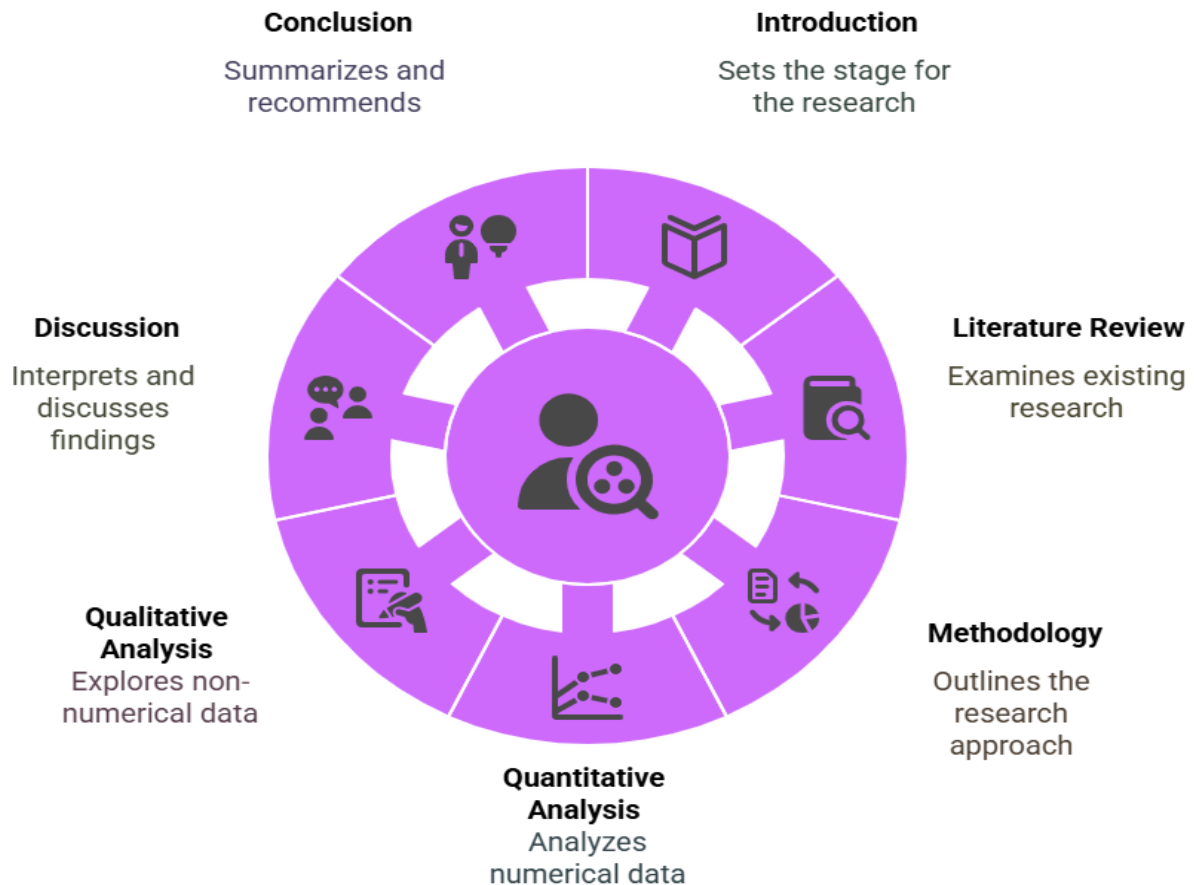 Conclusion
Summarizes and
recommends
Introduction
Sets the stage for
the research
Discussion
Interprets and
discusses
findings
Literature Review
Examines existing
research
Qualitative
Analysis
Explores non-
numerical data
Methodology
Outlines the
research
approach
Quantitative
Analysis
Analyzes
numerical data